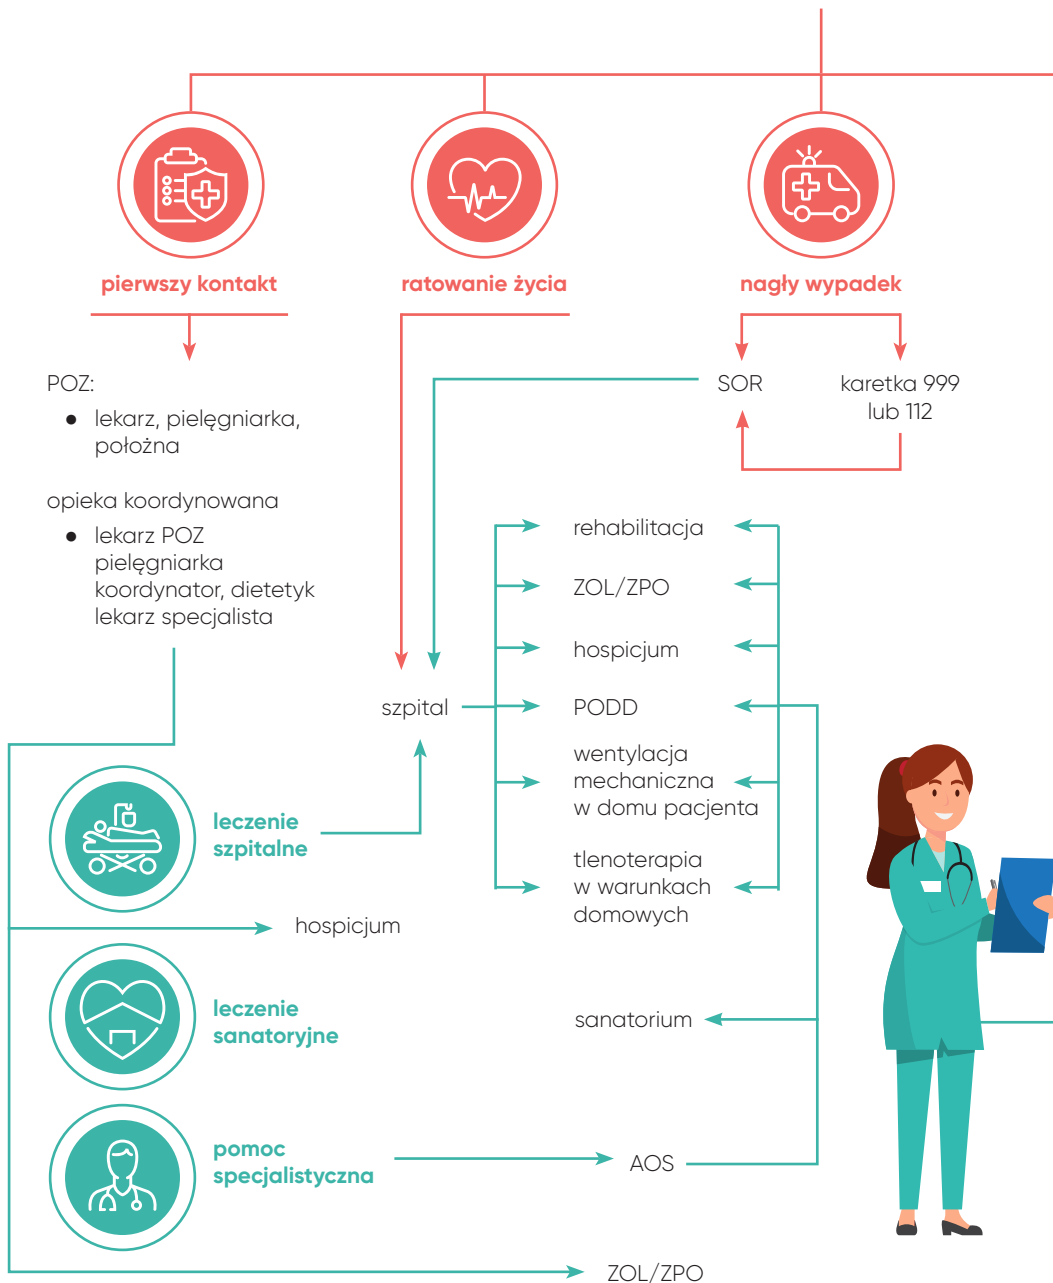 pierwszy kontakt
ratowanie życia
nagły wypadek
POZ:
● lekarz, pielęgniarka,
położna
opieka koordynowana
● lekarz POZ
pielęgniarka
koordynator, dietetyk
lekarz specjalista
SOR
karetka 999
lub 112
rehabilitacja
ZOL/ZPO
hospicjum
szpital
PODD
wentylacja
mechaniczna
w domu pacjenta
tlenoterapia
w warunkach
domowych
leczenie
szpitalne
hospicjum
leczenie
sanatoryjne
sanatorium
pomoc
specjalistyczna
AOS
ZOL/ZPO